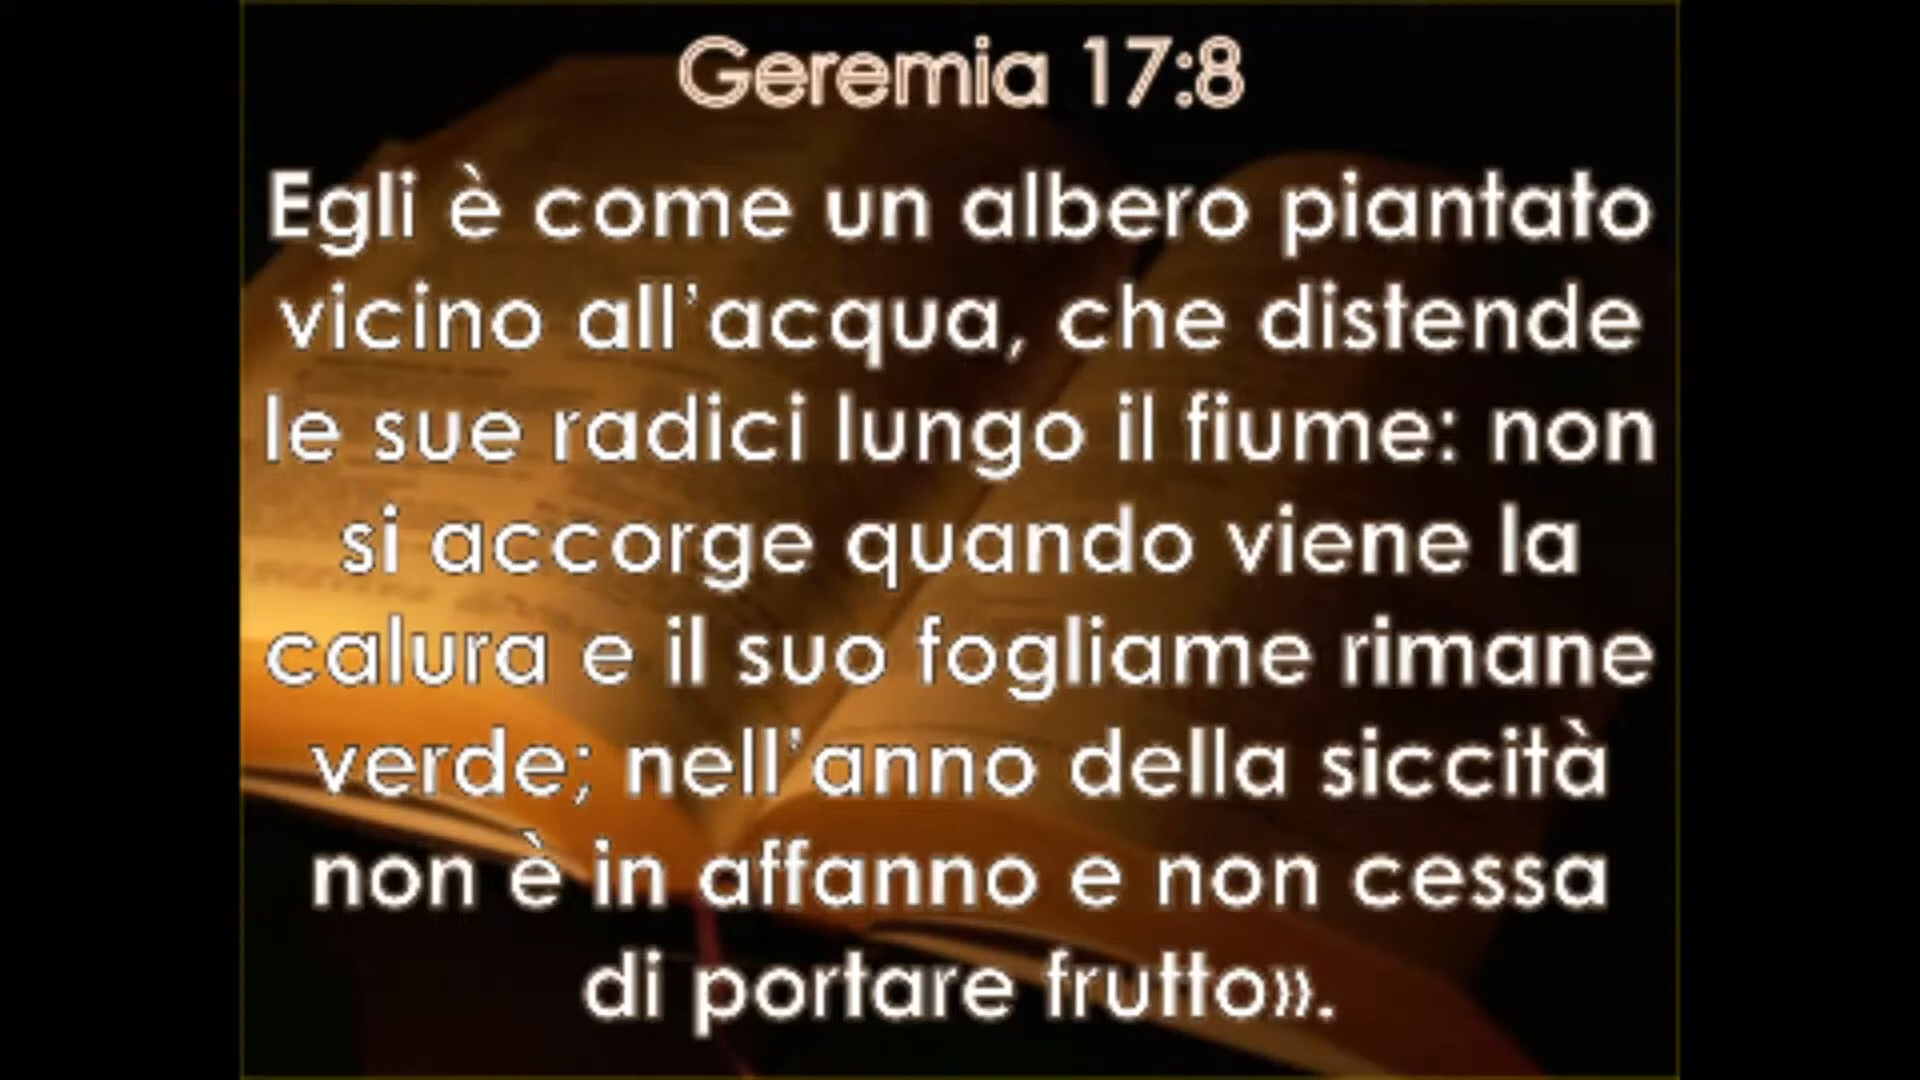 Geremia 17:8
Egli è come un albero piantato
vicino all'acqua, che distende
le sue radici lungo il fiume: non
si accorge quando viene la
calura e il suo fogliame rimane
verde; nell'anno della siccità
non è in affanno e non cessa
di portare frutto».